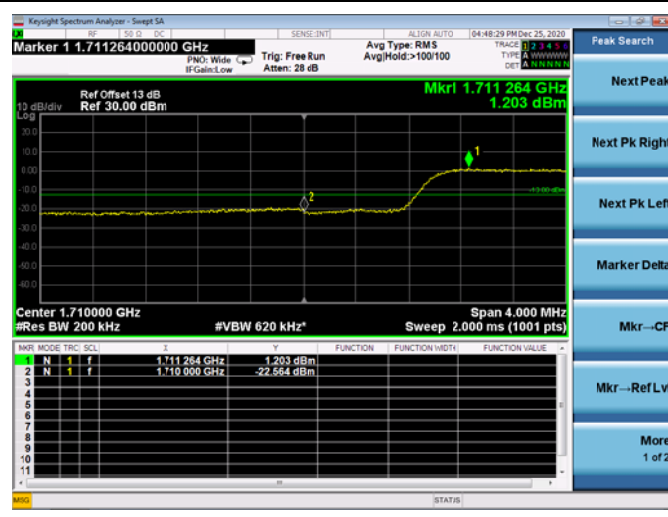 Keysight Spectrum Analyzer - Swept SA
RF 50 Ω DC SENSE:INT ALIGN AUTO 04:48:29 PM Dec 25, 2020
Marker 1 1.711264000000 GHz
PNO: Wide Trig: Free Run Avg Type: RMS TRACE 1 2 3 4 5 6
IFGain:Low Atten: 28 dB Avg|Hold:>100/100 TYPE A WWWWW
DET A N N N N N
Peak Search
Ref Offset 13 dB Mkr1 1.711 264 GHz
10 dB/div Ref 30.00 dBm 1.203 dBm
Log
20.0
10.0
0.00
-10.0
-20.0
-30.0
-40.0
-50.0
-60.0
1
2
-13.00 dBm
Center 1.710000 GHz Span 4.000 MHz
#Res BW 200 kHz #VBW 620 kHz* Sweep 2.000 ms (1001 pts)
MKR MODE TRC SCL X Y FUNCTION FUNCTION WIDTH FUNCTION VALUE
1 N 1 f 1.711 264 GHz 1.203 dBm
2 N 1 f 1.710 000 GHz -22.564 dBm
3
4
5
6
7
8
9
10
11
MSG STATUS
Next Peak
Next Pk Right
Next Pk Left
Marker Delta
Mkr→CF
Mkr→Ref Lvl
More
1 of 2